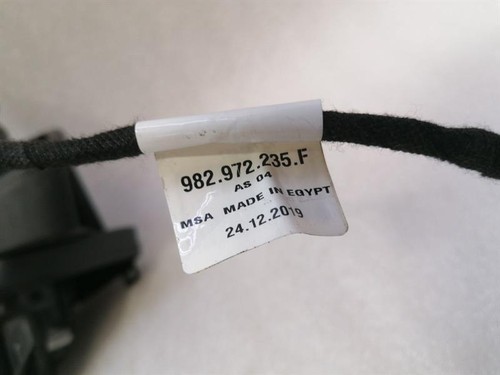 982.972.235.F
AS 04
MSA MADE IN EGYPT
24.12.2019